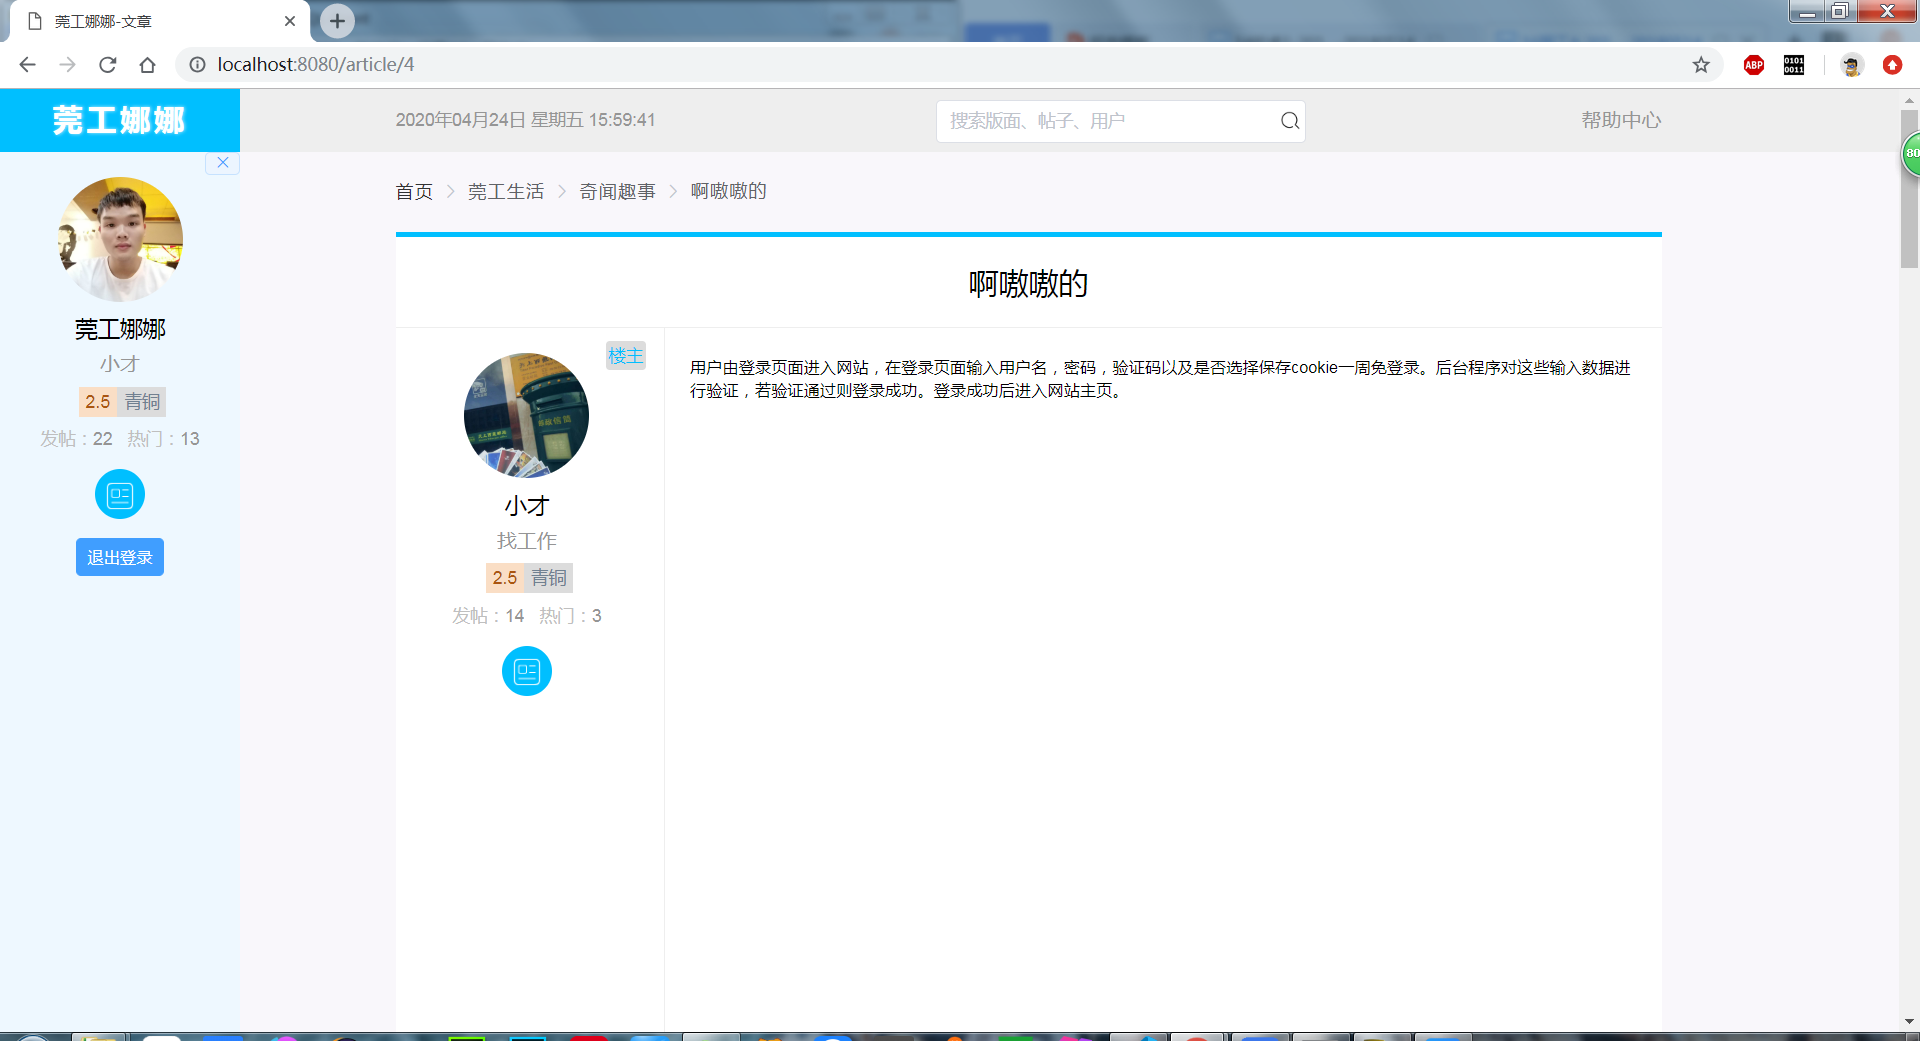 莞工娜娜-文章
localhost:8080/article/4
ABP
0101
0011
莞工娜娜
2020年04月24日 星期五 15:59:41
搜索版面、帖子、用户
帮助中心
80
首页 莞工生活 奇闻趣事 啊嗷嗷的
莞工娜娜
小才
2.5 青铜
发帖：22 热门：13
退出登录
啊嗷嗷的
楼主
小才
找工作
2.5 青铜
发帖：14 热门：3
用户由登录页面进入网站，在登录页面输入用户名，密码，验证码以及是否选择保存cookie一周免登录。后台程序对这些输入数据进
行验证，若验证通过则登录成功。登录成功后进入网站主页。